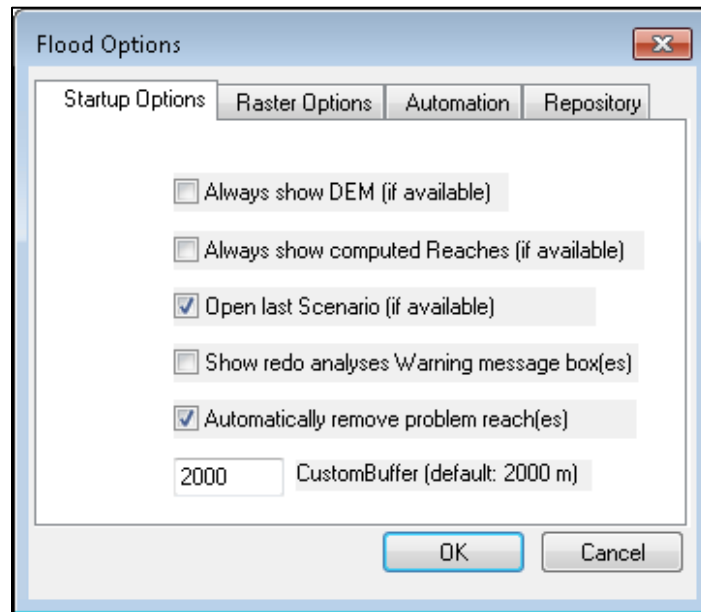 Flood Options
Startup Options Raster Options Automation Repository
Always show DEM (if available)
Always show computed Reaches (if available)
Open last Scenario (if available)
Show redo analyses Warning message box(es)
Automatically remove problem reach(es)
2000 CustomBuffer (default: 2000 m)
OK Cancel